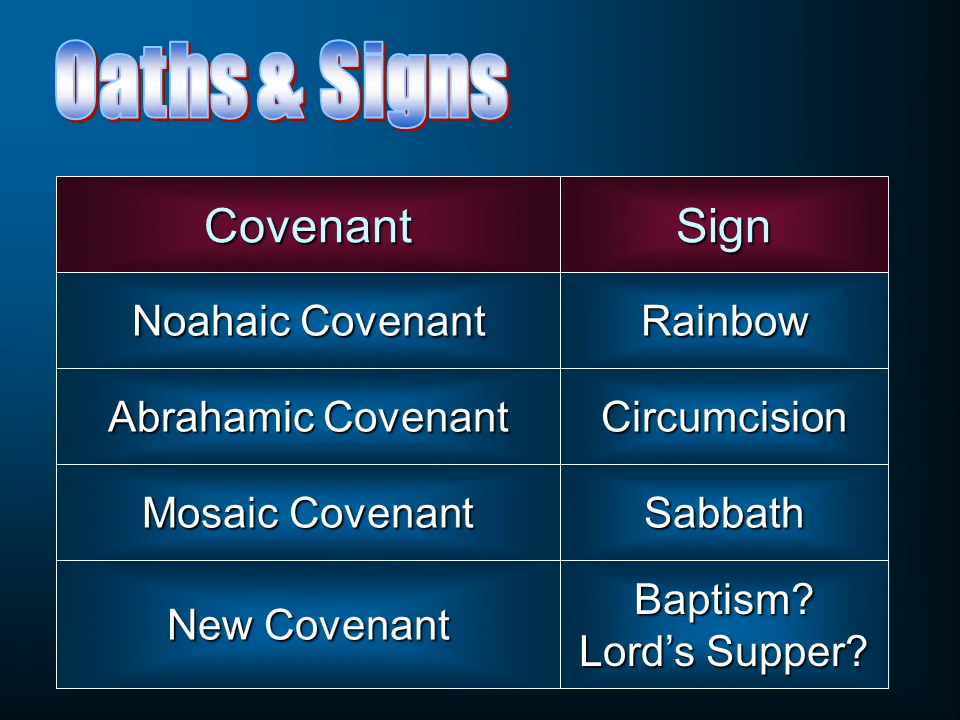 Oaths & Signs
Covenant Sign
Noahaic Covenant Rainbow
Abrahamic Covenant Circumcision
Mosaic Covenant Sabbath
New Covenant Baptism?
Lord’s Supper?